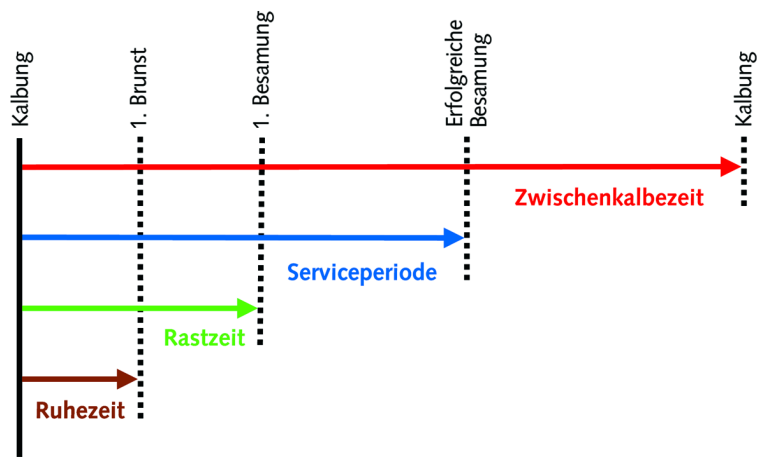 Kalbung
1. Brunst
1. Besamung
Erfolgreiche
Besamung
Kalbung
Zwischenkalbezeit
Serviceperiode
Rastzeit
Ruhezeit